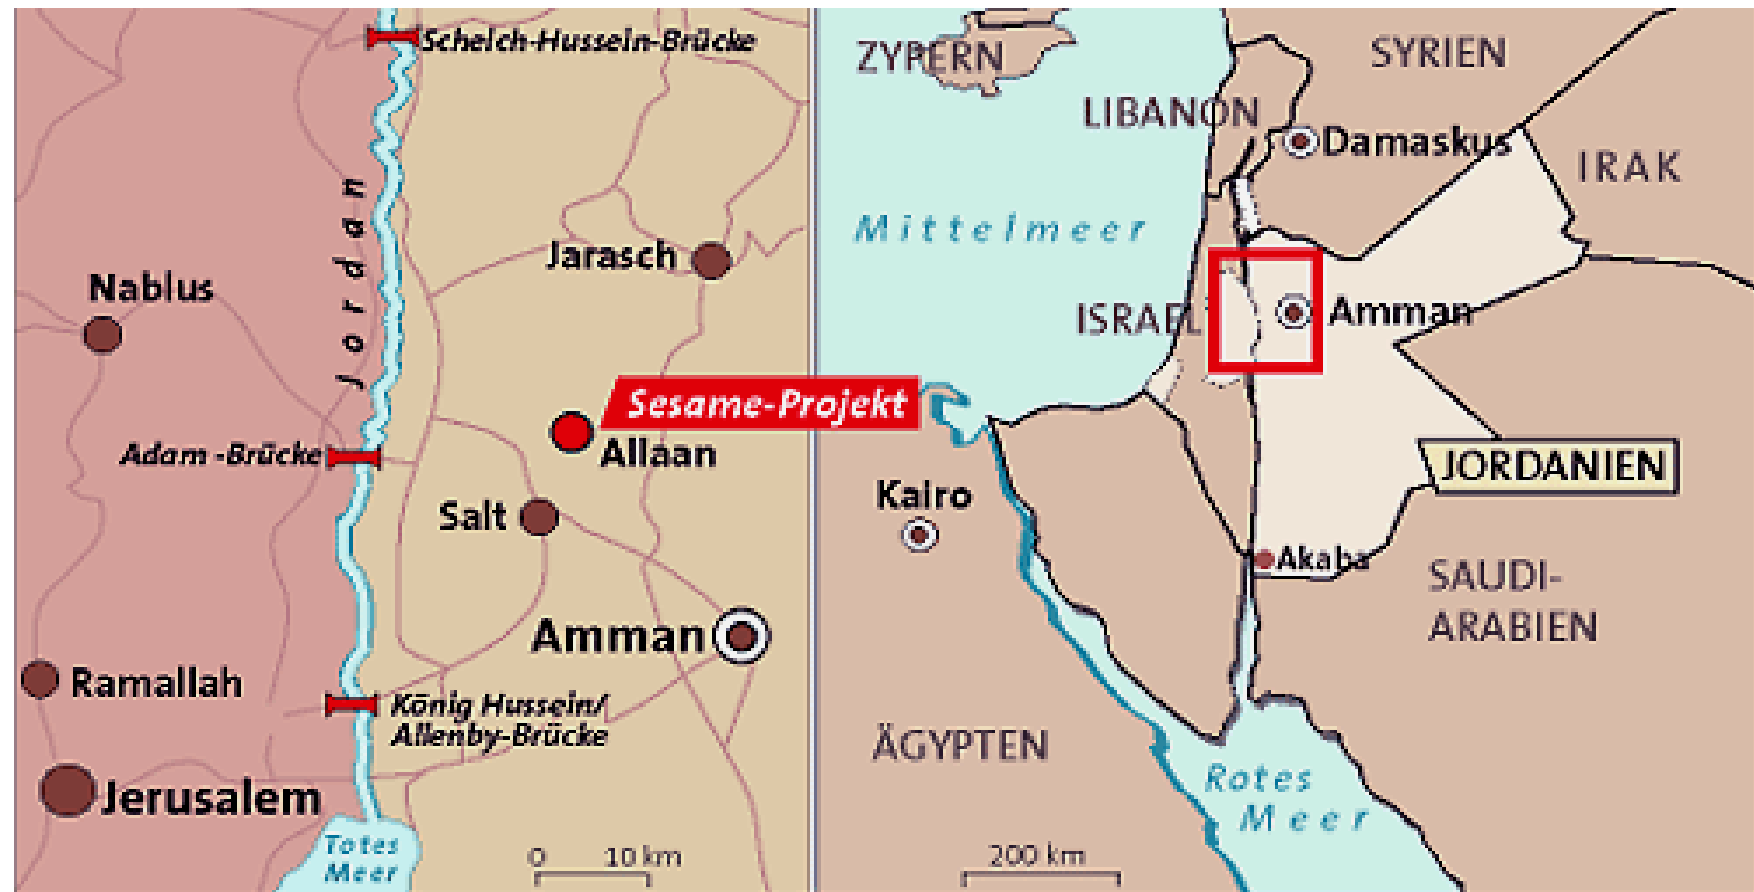 Scheich-Hussein-Brücke
Jordan
Jarasch
Nablus
Sesame-Projekt
Adam -Brücke
Allaan
Salt
Amman
Ramallah
König Hussein/
Allenby-Brücke
Jerusalem
Totes
Meer
0 10 km
ZYPERN
SYRIEN
LIBANON
Damaskus
IRAK
Mittelmeer
ISRAEL
Amman
JORDANIEN
Kairo
Akaba
SAUDI-
ARABIEN
ÄGYPTEN
Rotes
Meer
200 km